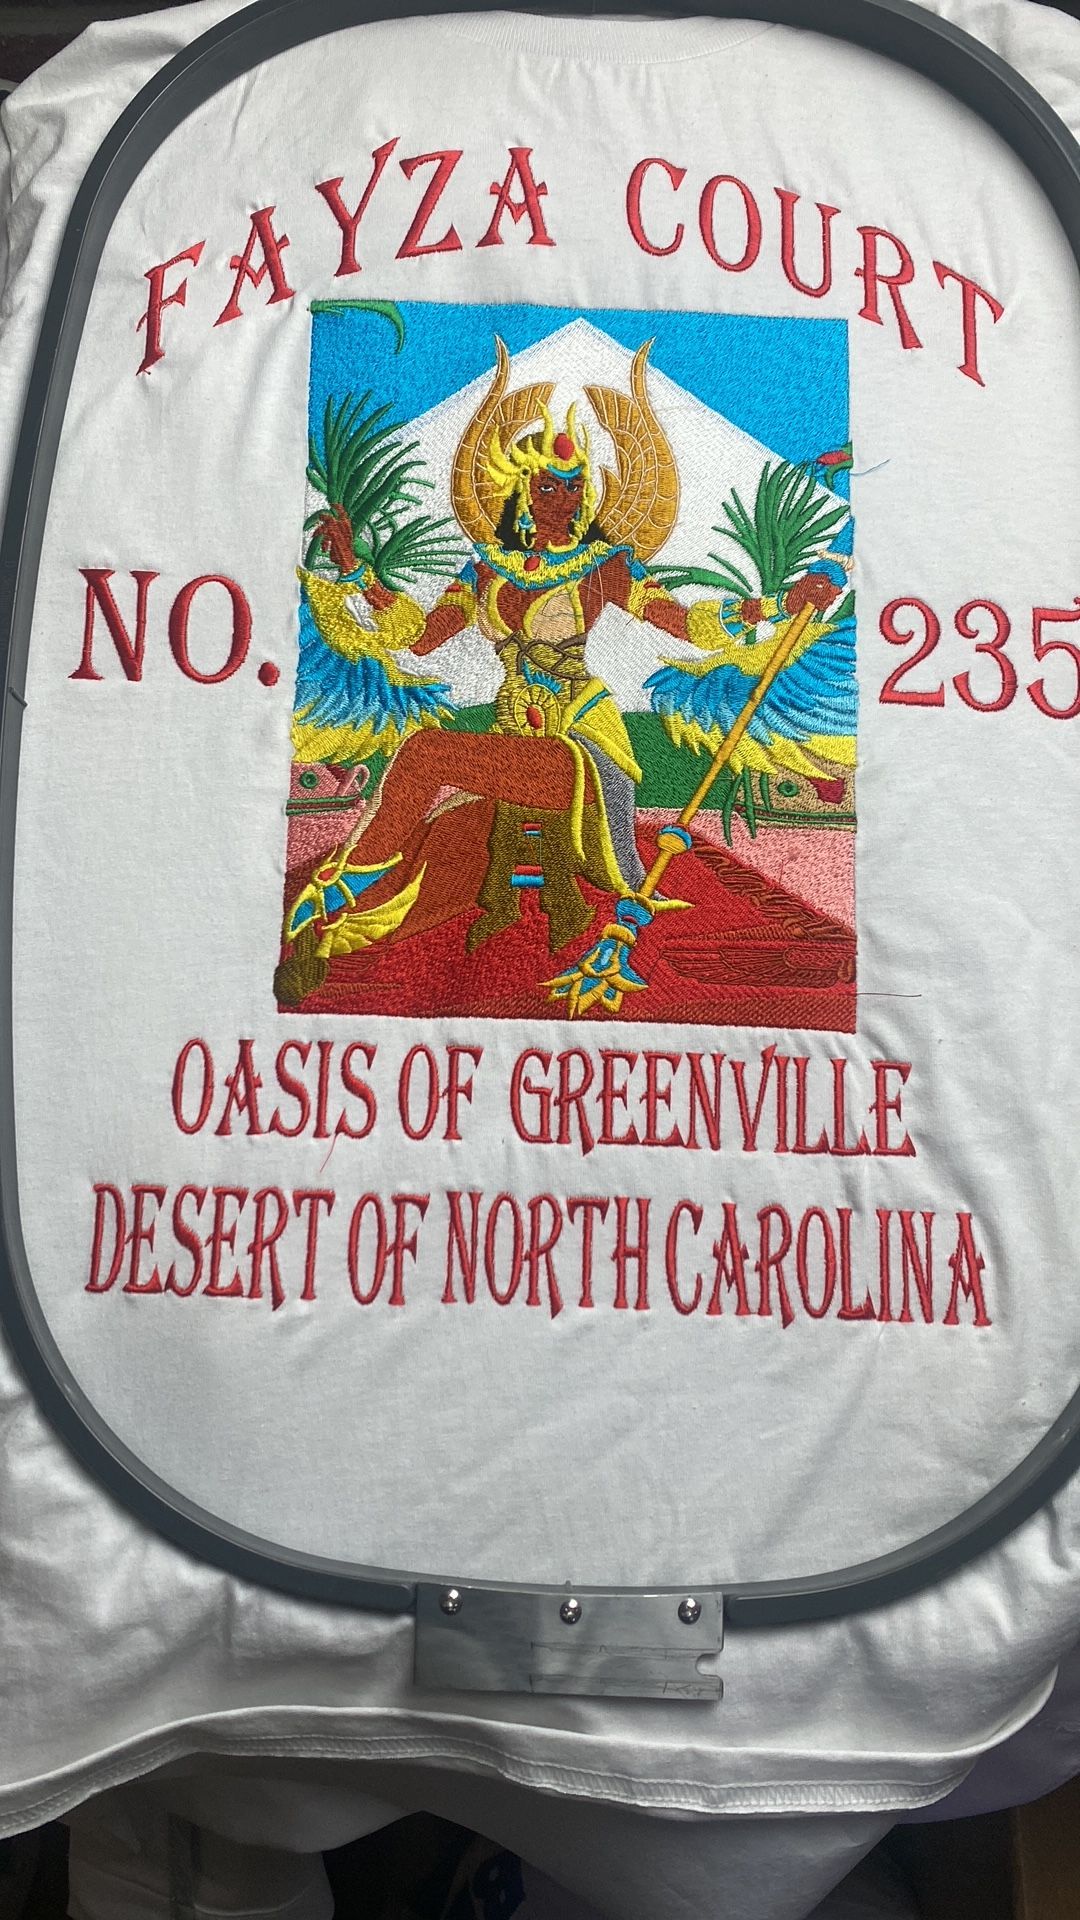 FAYZA COURT
NO. 235
OASIS OF GREENVILLE
DESERT OF NORTH CAROLINA